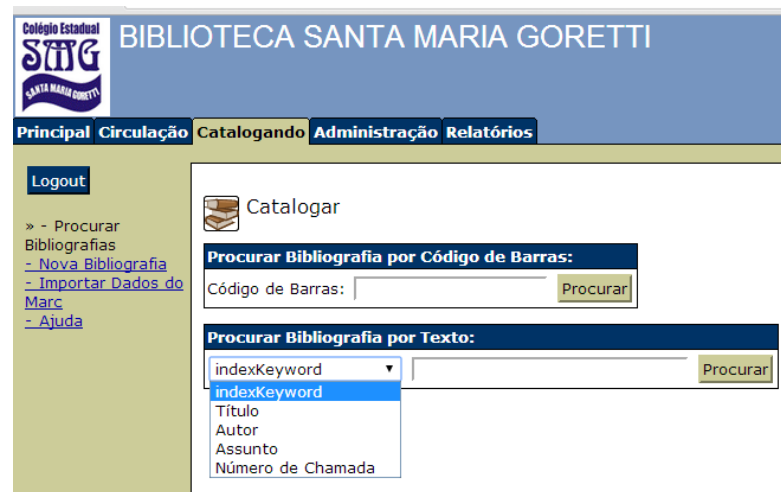 Colégio Estadual
SMG
SANTA MARIA GORETTI
BIBLIOTECA SANTA MARIA GORETTI
Principal Circulação Catalogando Administração Relatórios
Logout
» - Procurar
Bibliografias
- Nova Bibliografia
- Importar Dados do
Marc
- Ajuda
Catalogar
Procurar Bibliografia por Código de Barras:
Código de Barras: Procurar
Procurar Bibliografia por Texto:
indexKeyword Procurar
indexKeyword
Título
Autor
Assunto
Número de Chamada